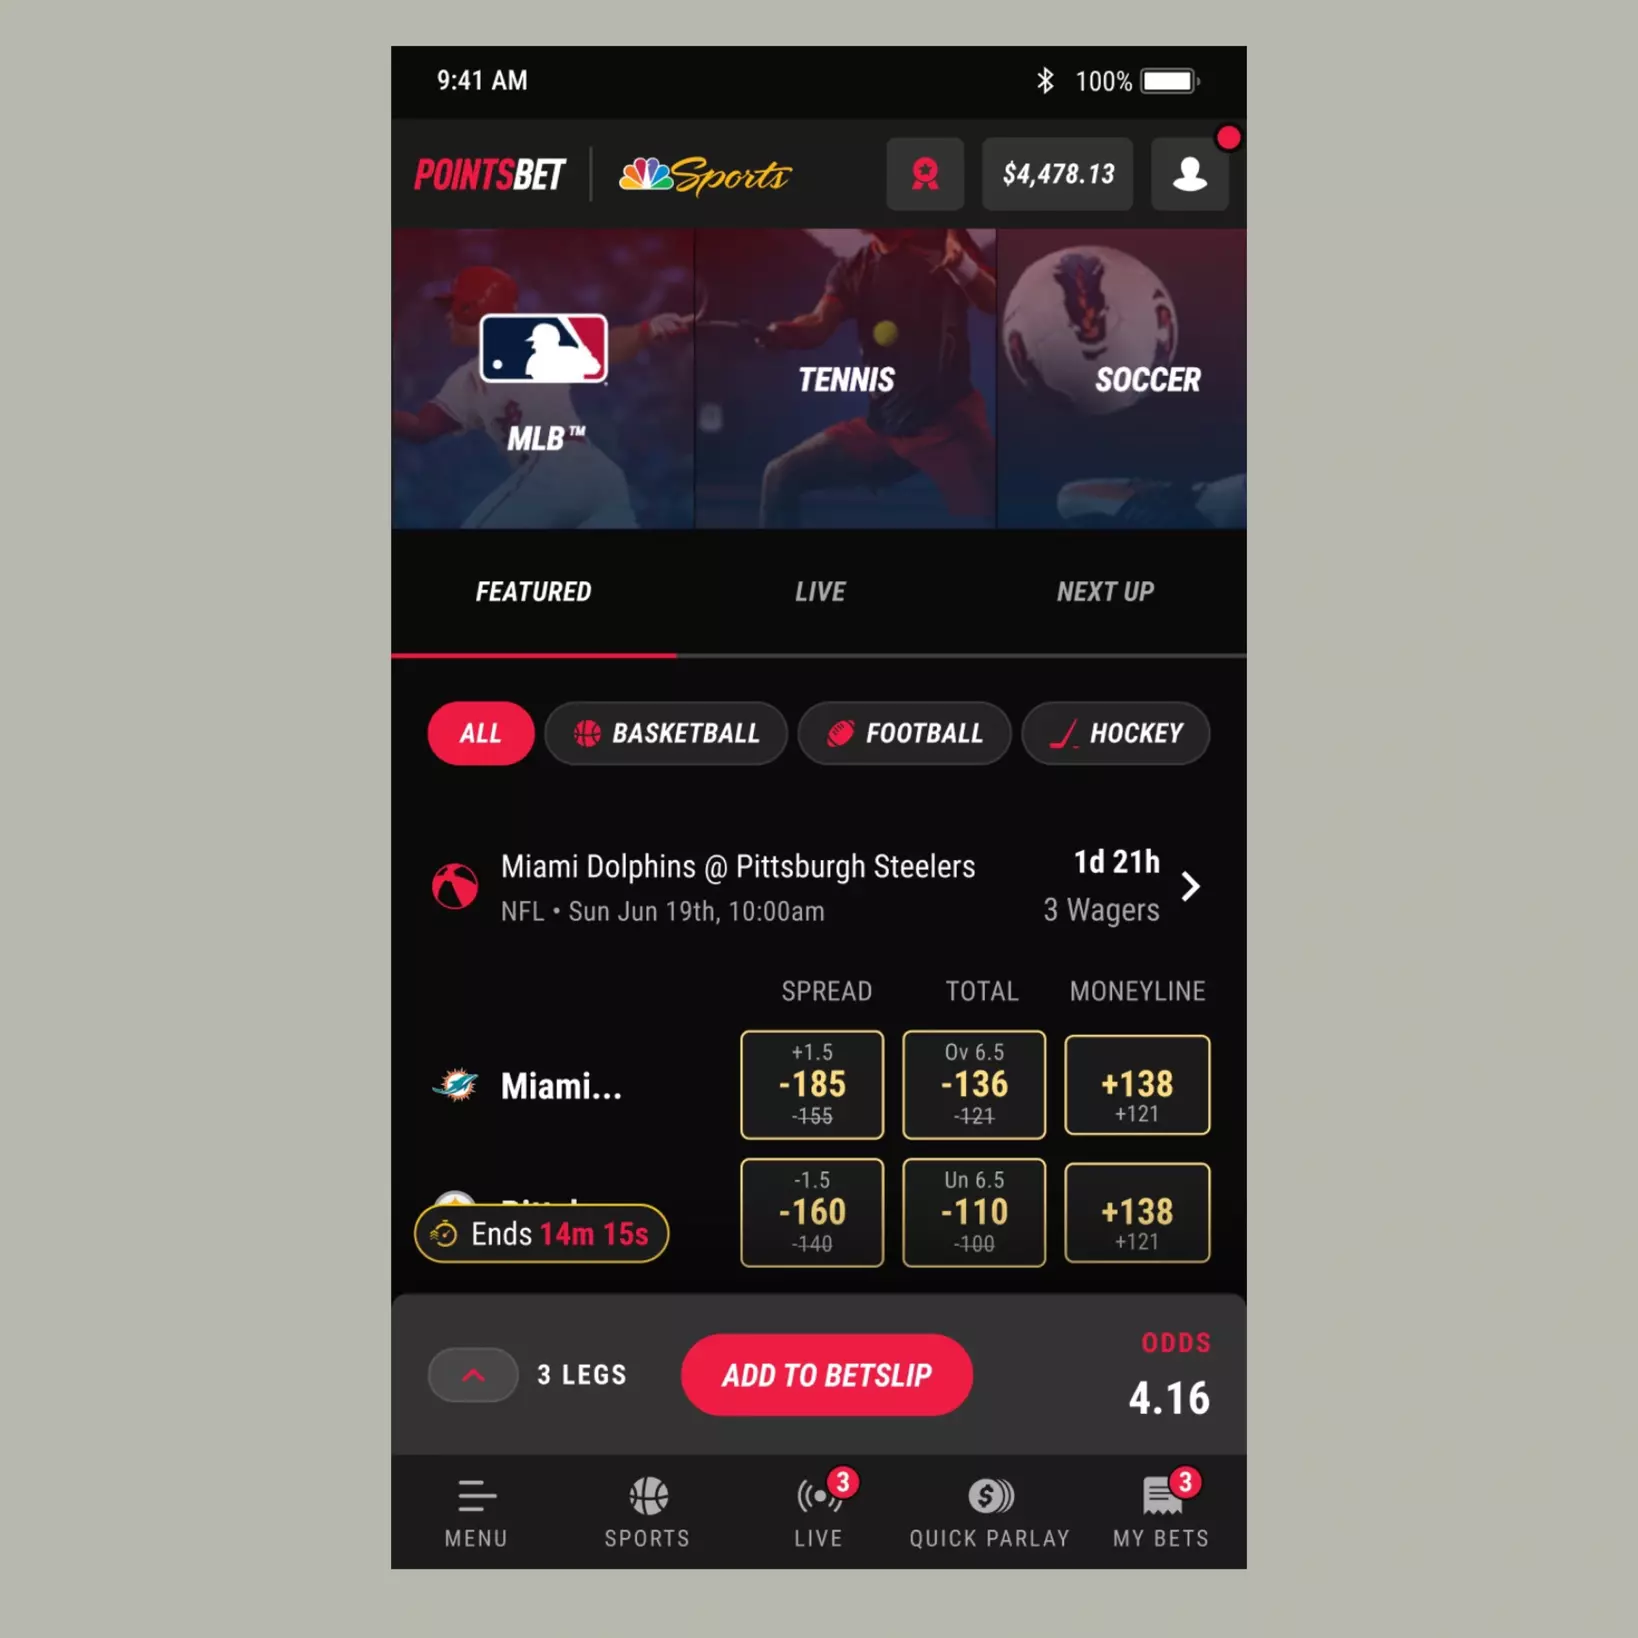 9:41 AM
100%
POINTSBET
Sports
$4,478.13
MLB™
TENNIS
SOCCER
FEATURED
LIVE
NEXT UP
ALL
BASKETBALL
FOOTBALL
HOCKEY
Miami Dolphins @ Pittsburgh Steelers
1d 21h
NFL • Sun Jun 19th, 10:00am
3 Wagers
SPREAD
TOTAL
MONEYLINE
Miami...
+1.5
-185
-155
Ov 6.5
-136
-121
+138
+121
-1.5
-160
-140
Un 6.5
-110
-100
+138
+121
Ends 14m 15s
3 LEGS
ADD TO BETSLIP
ODDS
4.16
MENU
SPORTS
3
LIVE
QUICK PARLAY
3
MY BETS